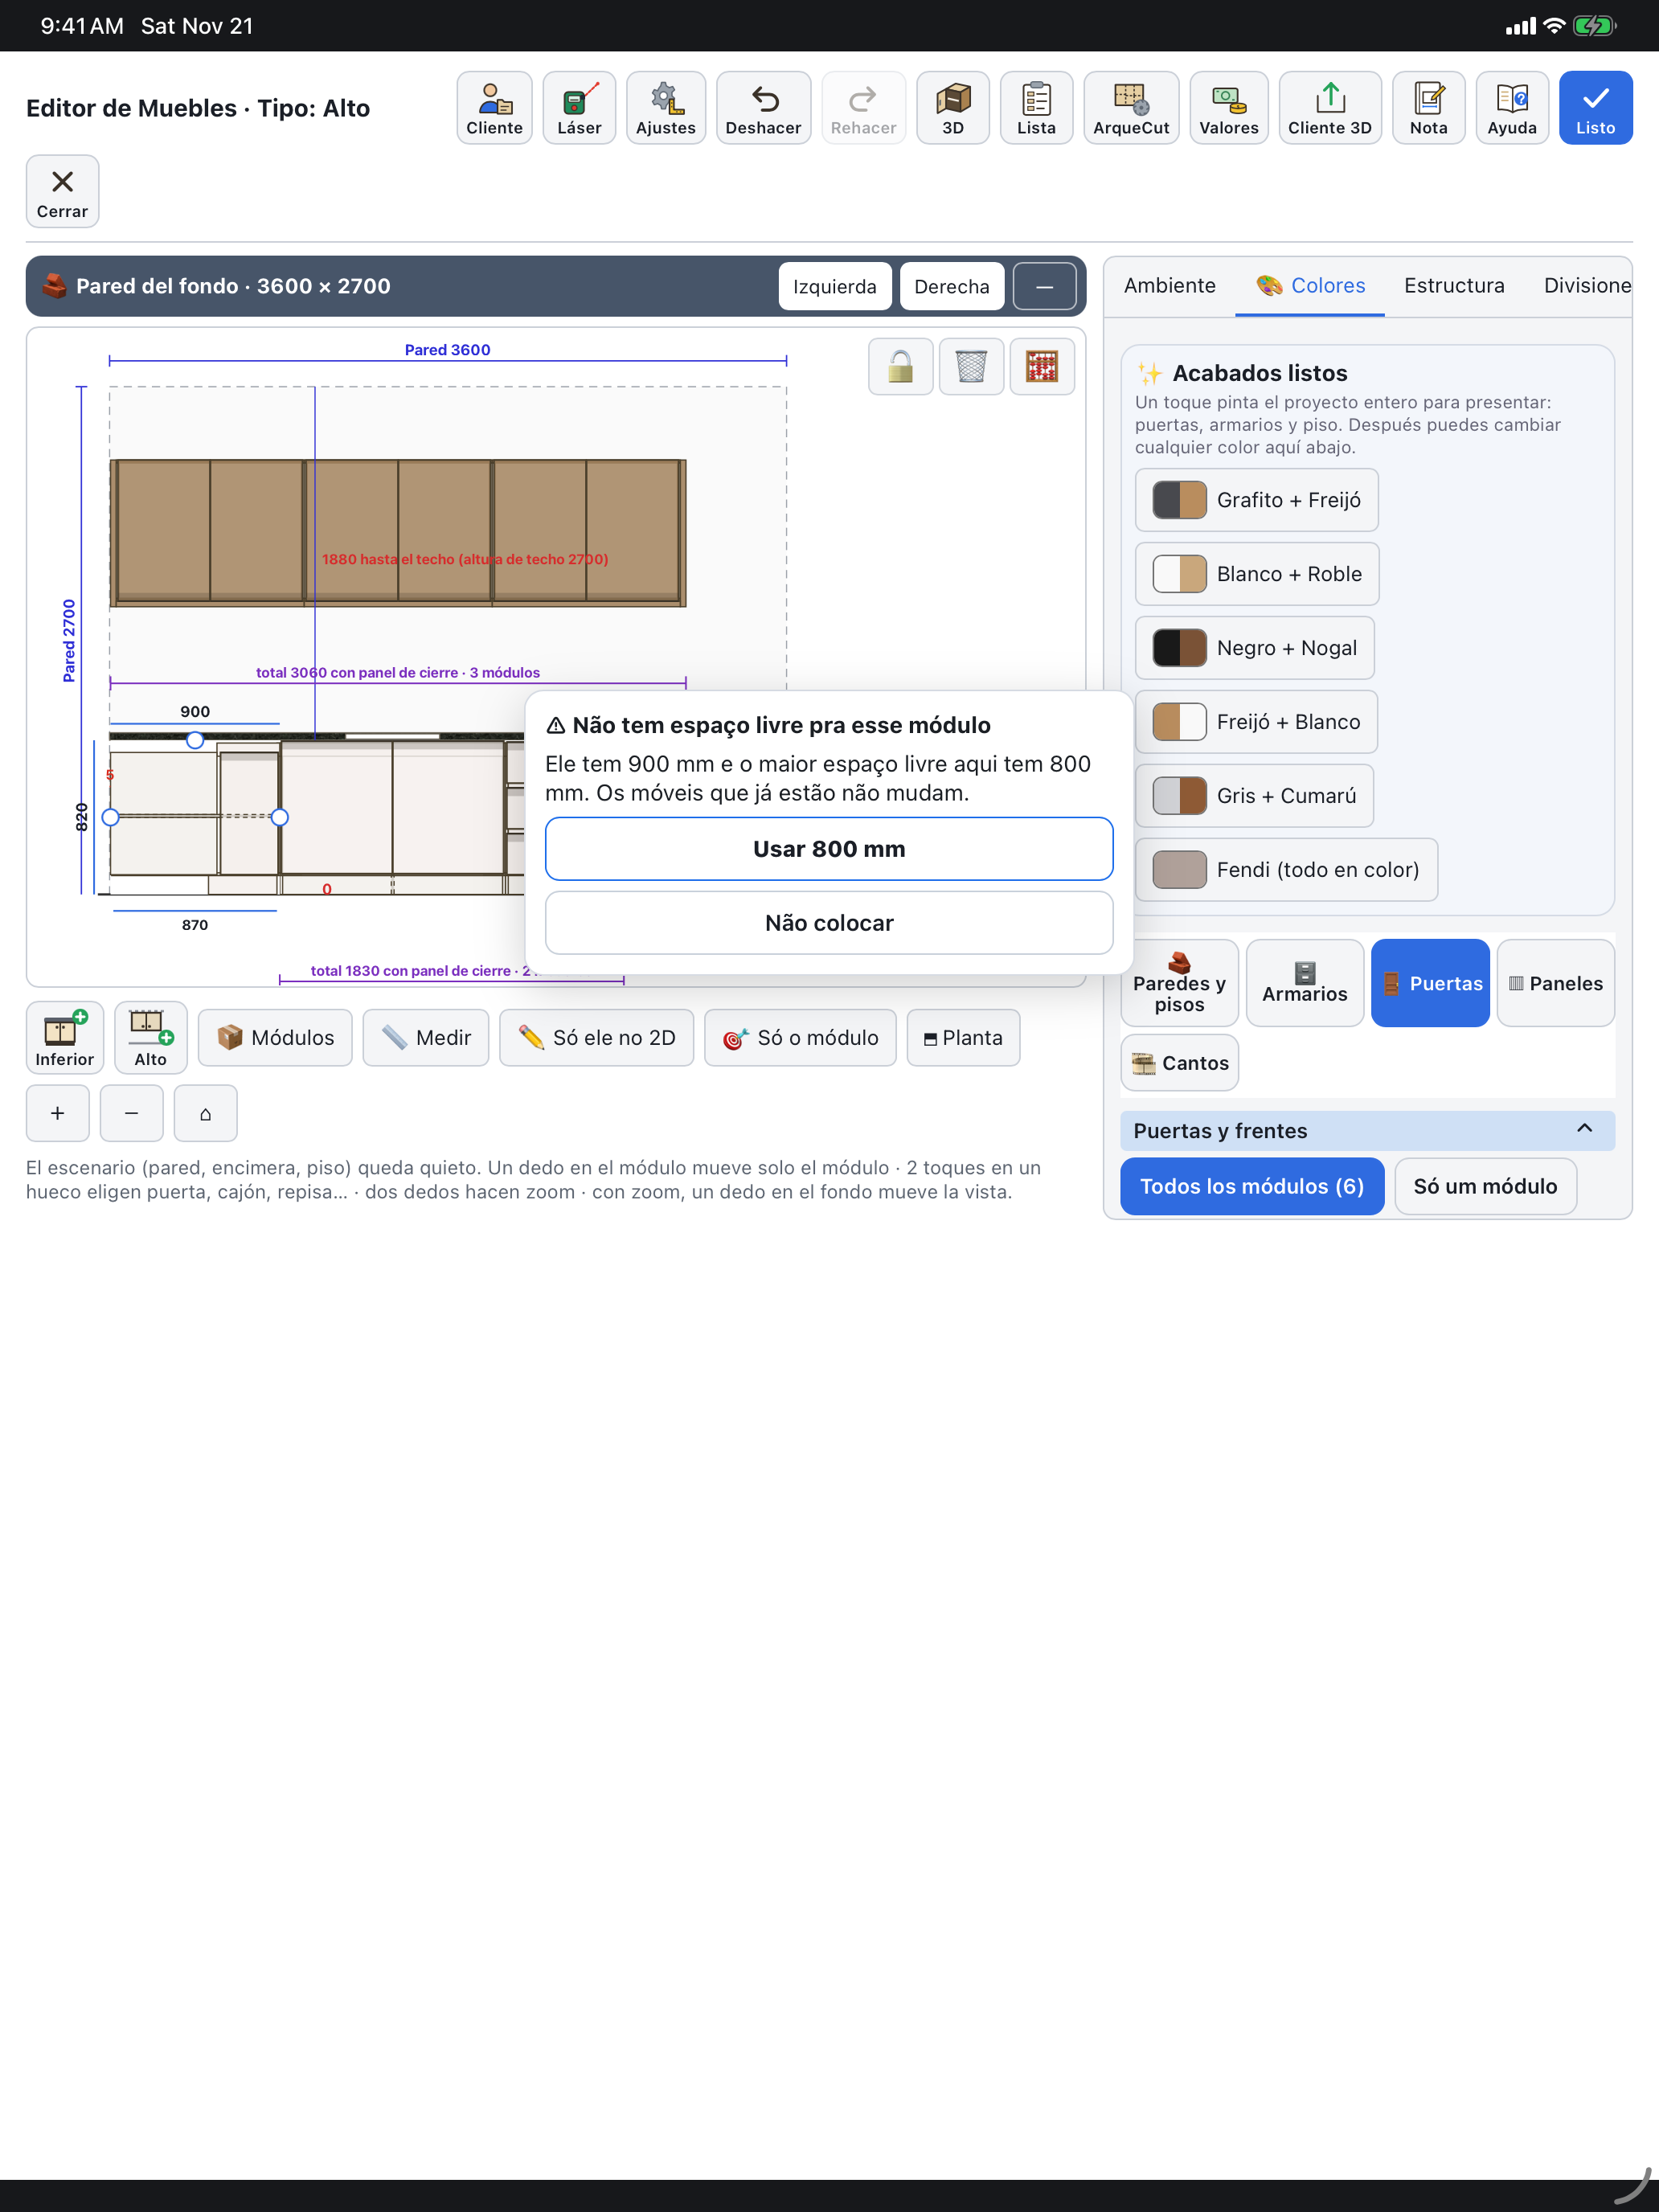 9:41 AM Sat Nov 21
Editor de Muebles · Tipo: Alto
Cliente
Láser
Ajustes
Deshacer
Rehacer
3D
Lista
ArqueCut
Valores
Cliente 3D
Nota
Ayuda
Listo
Cerrar
Pared del fondo · 3600 × 2700
Izquierda
Derecha
—
Pared 3600
Pared 2700
1880 hasta el techo (altura de techo 2700)
total 3060 con panel de cierre · 3 módulos
900
5
820
0
870
total 1830 con panel de cierre · 2
⚠ Não tem espaço livre pra esse módulo
Ele tem 900 mm e o maior espaço livre aqui tem 800
mm. Os móveis que já estão não mudam.
Usar 800 mm
Não colocar
Inferior
Alto
Módulos
Medir
Só ele no 2D
Só o módulo
Planta
+
−
El escenario (pared, encimera, piso) queda quieto. Un dedo en el módulo mueve solo el módulo · 2 toques en un
hueco eligen puerta, cajón, repisa... · dos dedos hacen zoom · con zoom, un dedo en el fondo mueve la vista.
Ambiente
Colores
Estructura
Divisione
Acabados listos
Un toque pinta el proyecto entero para presentar:
puertas, armarios y piso. Después puedes cambiar
cualquier color aquí abajo.
Grafito + Freijó
Blanco + Roble
Negro + Nogal
Freijó + Blanco
Gris + Cumarú
Fendi (todo en color)
Paredes y
pisos
Armarios
Puertas
Paneles
Cantos
Puertas y frentes
Todos los módulos (6)
Só um módulo